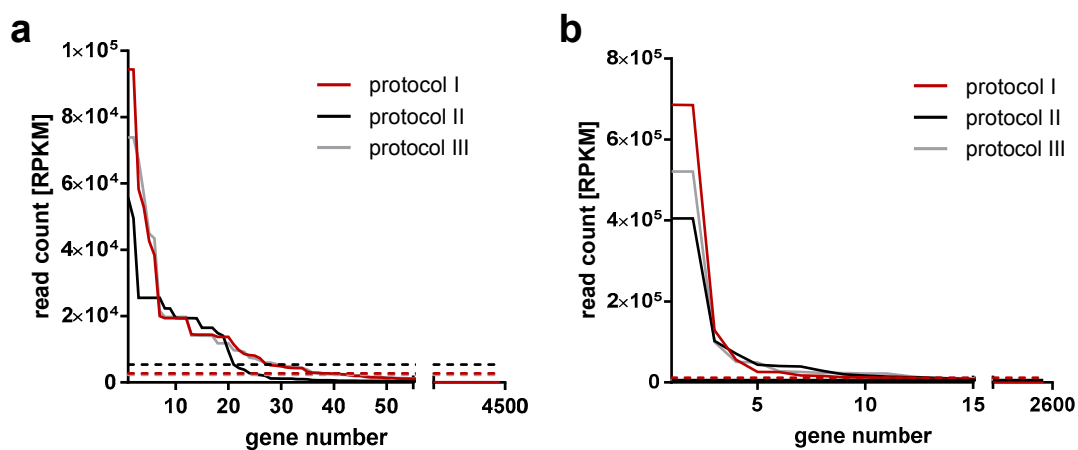 a
read count [RPKM]
1×10⁵
8×10⁴
6×10⁴
4×10⁴
2×10⁴
0
10 20 30 40 50 4500
gene number
protocol I
protocol II
protocol III
b
read count [RPKM]
8×10⁵
6×10⁵
4×10⁵
2×10⁵
0
5 10 15 2600
gene number
protocol I
protocol II
protocol III